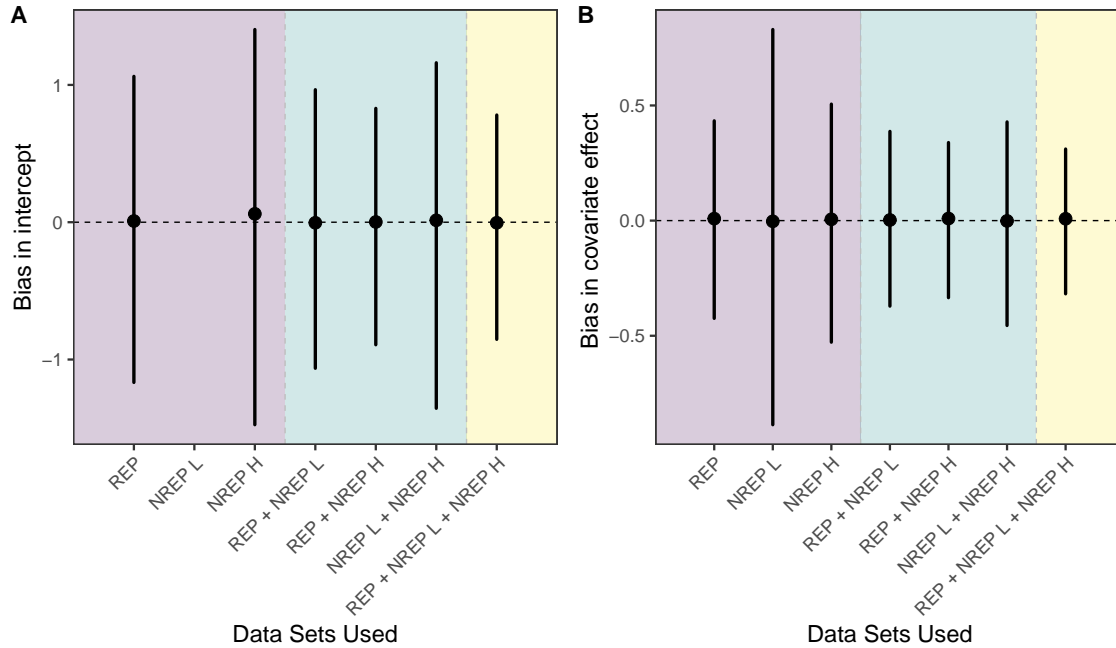 A
Bias in intercept
1
0
−1
REP
NREP L
NREP H
REP + NREP L
REP + NREP H
NREP L + NREP H
REP + NREP L + NREP H
Data Sets Used
B
Bias in covariate effect
0.5
0.0
−0.5
REP
NREP L
NREP H
REP + NREP L
REP + NREP H
NREP L + NREP H
REP + NREP L + NREP H
Data Sets Used